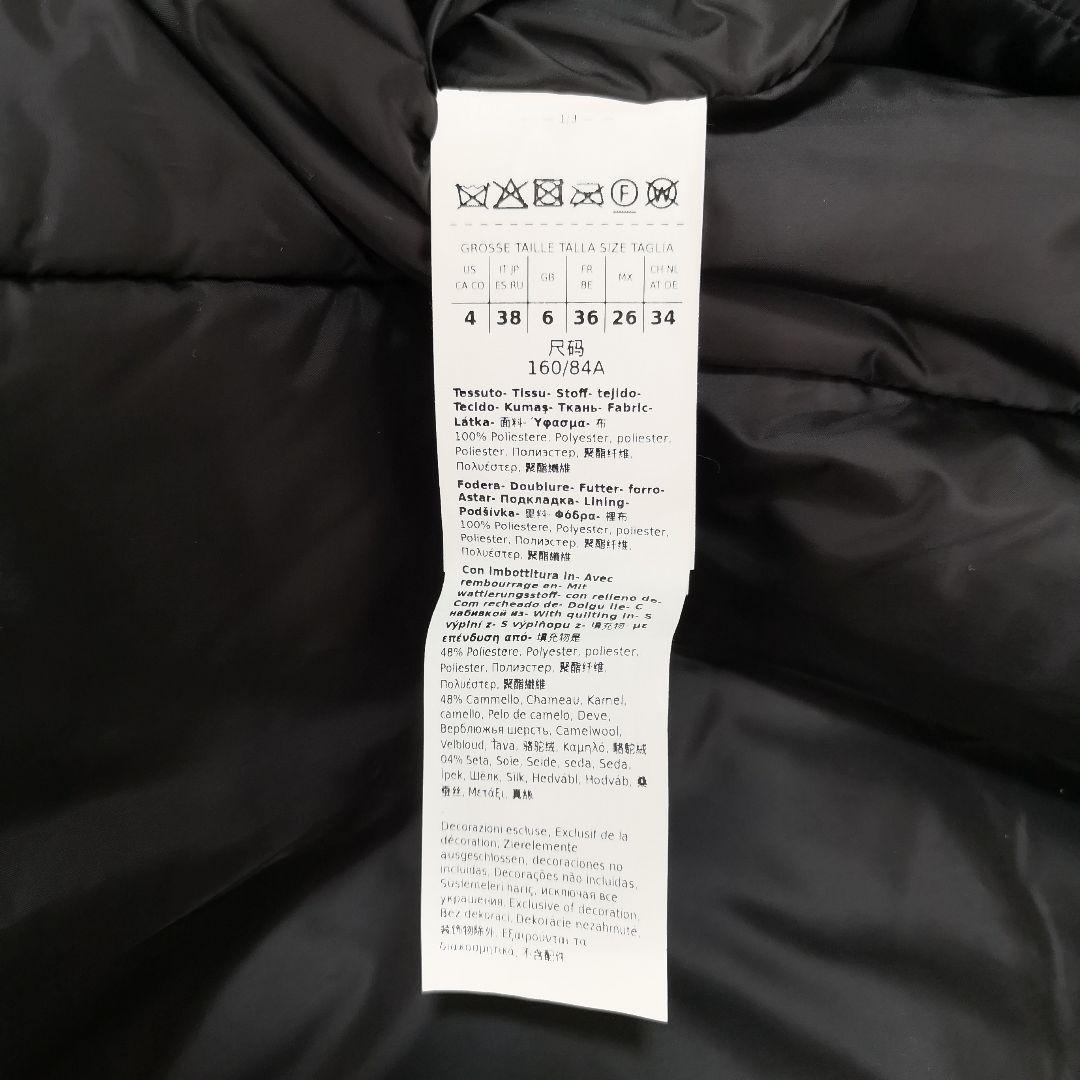 1/J
F W
GROSSE TAILLE TALLA SIZE TAGLIA
US CA CO IT JP ES RU GB FR BE MX CH NL AT DE
4 38 6 36 26 34
尺码
160/84A
Tessuto- Tissu- Stoff- tejido-
Tecido- Kumaş- Ткань- Fabric-
Látka- 面料- Ύφασμα- 布
100% Poliestere, Polyester, poliester,
Poliester, Полиэстер, 聚酯纤维,
Πολυέστερ, 聚酯纖維
Fodera- Doublure- Futter- forro-
Astar- Подкладка- Lining-
Podšívka- 里料- Φόδρα- 裡布
100% Poliestere, Polyester, poliester,
Poliester, Полиэстер, 聚酯纤维,
Πολυέστερ, 聚酯纖維
Con imbottitura in- Avec
rembourrage en- Mit
wattierungsstoff- con relleno de-
Com recheado de- Dolgu ile- С
набивкой из- With quilting in- S
výplní z- S výplňopu z- 填充物- με
επένδυση από- 填充物是
48% Poliestere, Polyester, poliester,
Poliester, Полиэстер, 聚酯纤维,
Πολυέστερ, 聚酯纖維
48% Cammello, Chameau, Kamel,
camello, Pelo de camelo, Deve,
Верблюжья шерсть, Camelwool,
Velbloud, Ťava, 骆驼绒, Καμηλό, 駱駝絨
04% Seta, Soie, Seide, seda, Seda,
İpek, Шелк, Silk, Hedvábí, Hodváb, 桑
蚕丝, Μετάξι, 真絲
Decorazioni escluse, Exclusif de la
décoration, Zierelemente
ausgeschlossen, decoraciones no
incluidas, Decorações não incluidas,
Suslemeleri hariç, исключая все
украшения, Exclusive of decoration,
Bez dekorací, Dekorácie nezahrnuté,
装饰物除外, Εξαιρούνται τα
διακοσμητικά, 不含配件